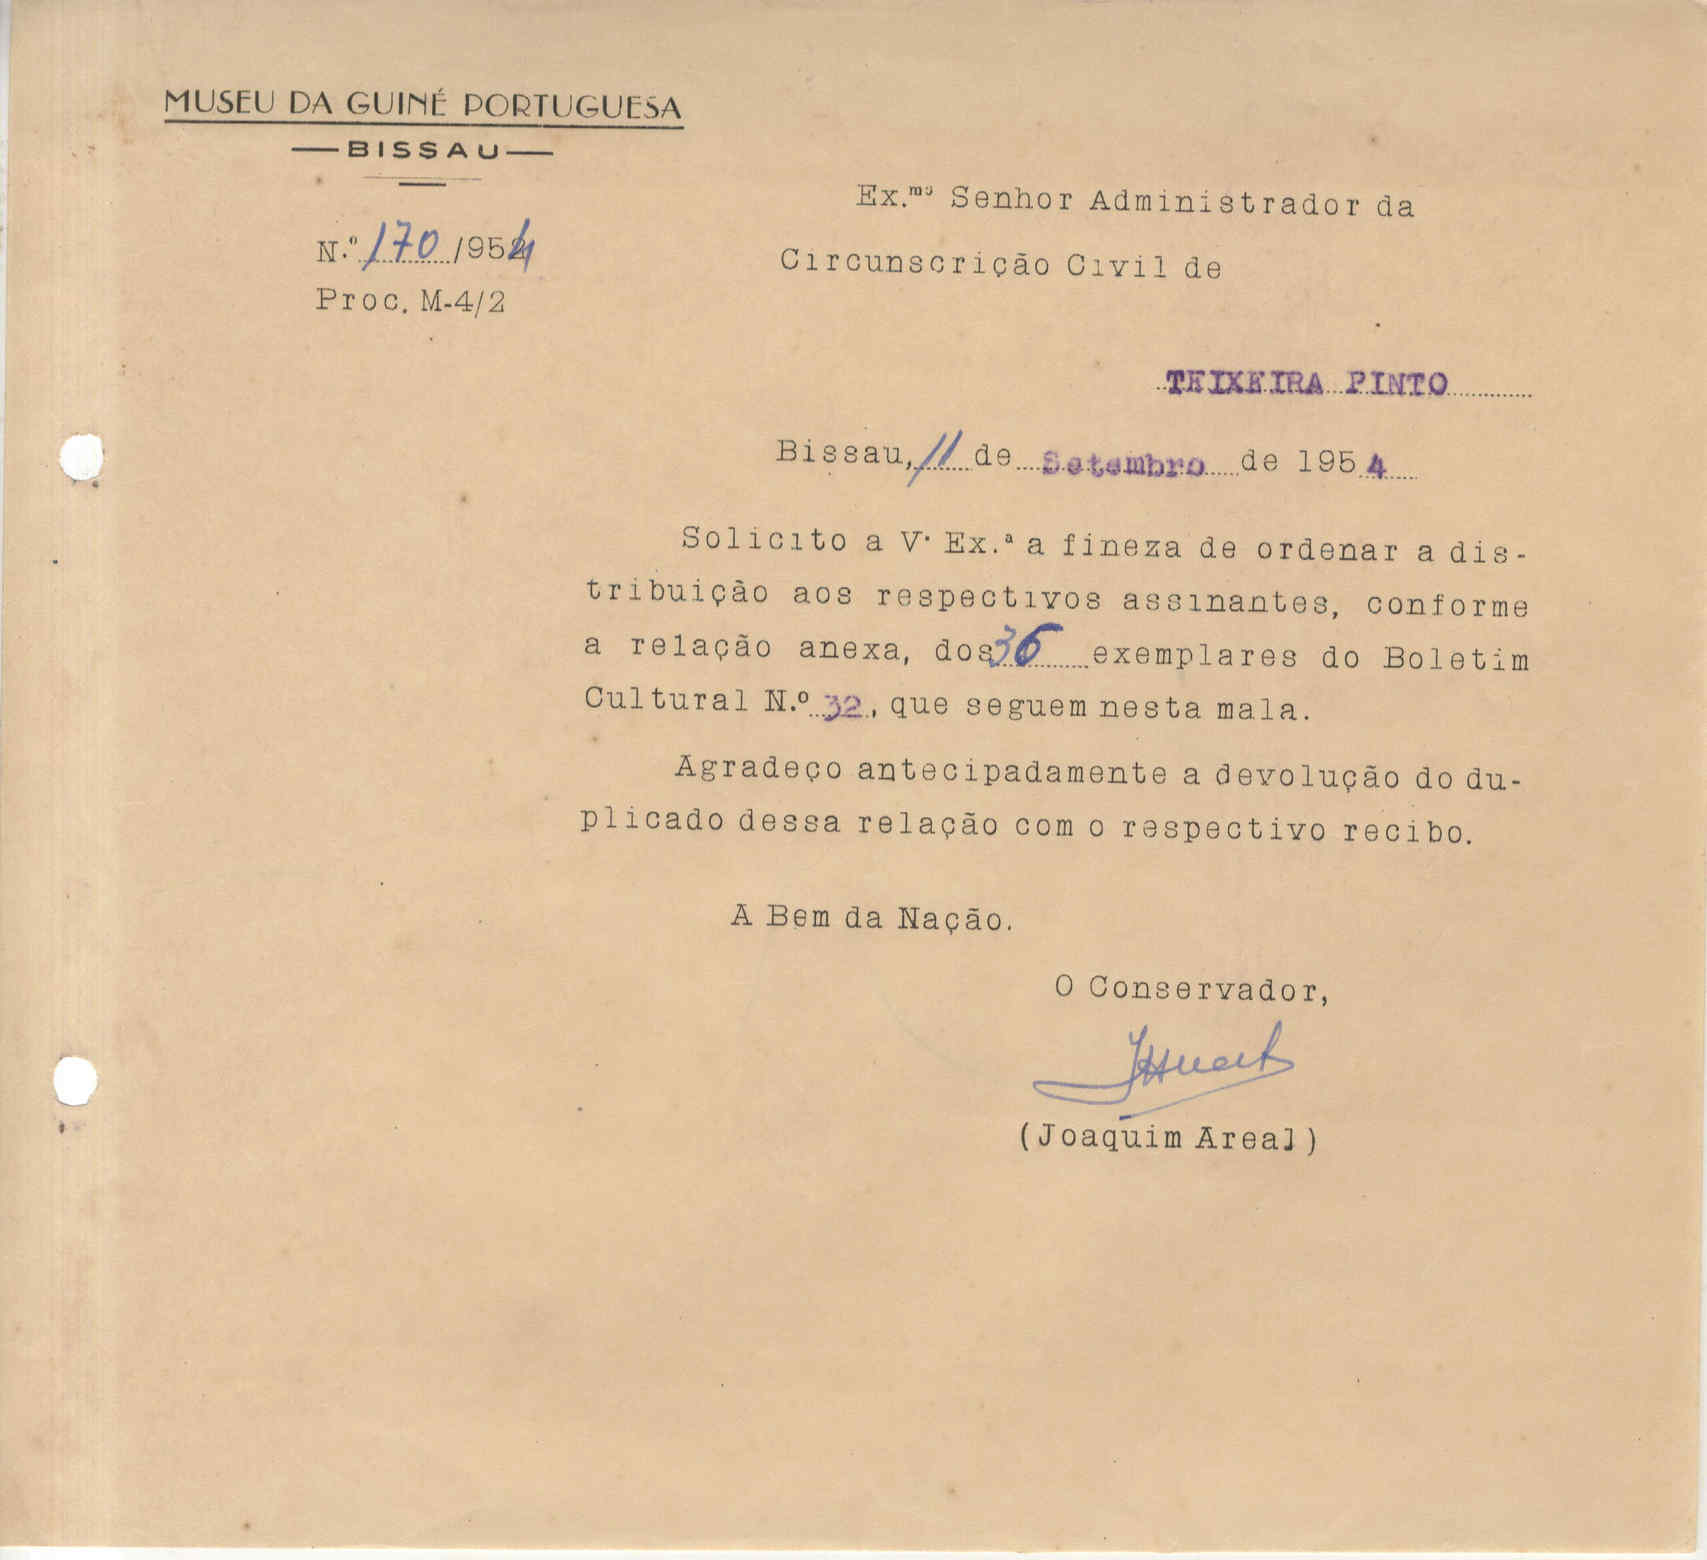 MUSEU DA GUINÉ PORTUGUESA
BISSAU
N.º 170/954
Proc. M-4/2
Ex.mo Senhor Administrador da
Circunscrição Civil de
TEIXEIRA PINTO
Bissau, 11 de Setembro de 1954
Solicito a V. Ex.ª a fineza de ordenar a dis-
tribuição aos respectivos assinantes, conforme
a relação anexa, dos 36 exemplares do Boletim
Cultural N.º 32, que seguem nesta mala.
Agradeço antecipadamente a devolução do du-
plicado dessa relação com o respectivo recibo.
A Bem da Nação.
O Conservador,
(Joaquim Areal)